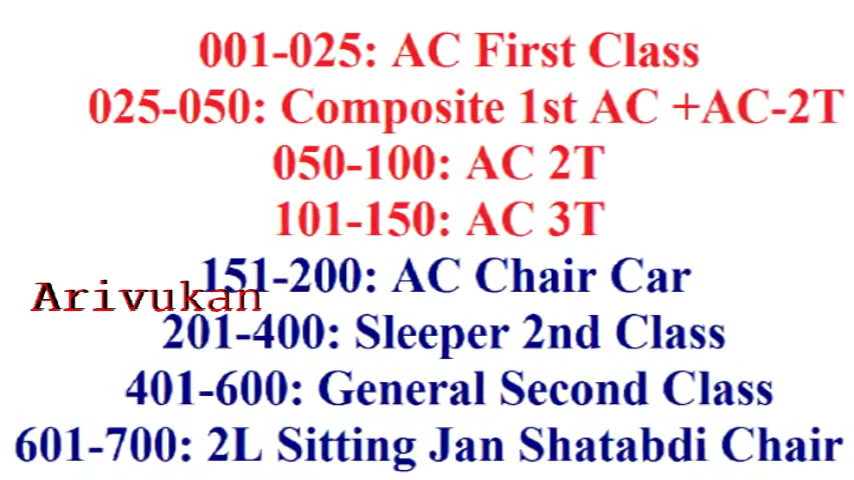 001-025: AC First Class
025-050: Composite 1st AC +AC-2T
050-100: AC 2T
101-150: AC 3T
151-200: AC Chair Car
Arivukan
201-400: Sleeper 2nd Class
401-600: General Second Class
601-700: 2L Sitting Jan Shatabdi Chair